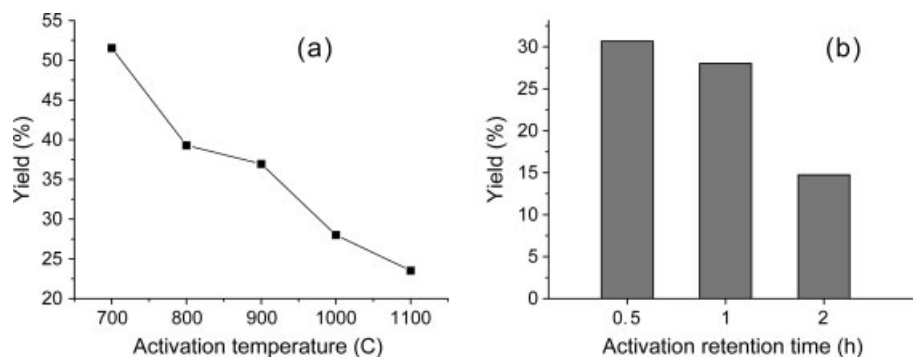 (a)
Yield (%)
55
50
45
40
35
30
25
20
700 800 900 1000 1100
Activation temperature (C)
(b)
Yield (%)
30
25
20
15
10
5
0
0.5 1 2
Activation retention time (h)